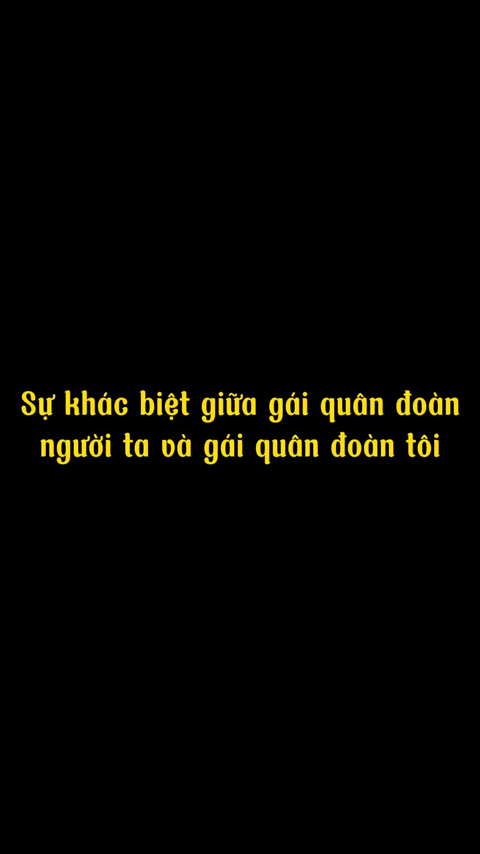 Sự khác biệt giữa gái quân đoàn
người ta và gái quân đoàn tôi